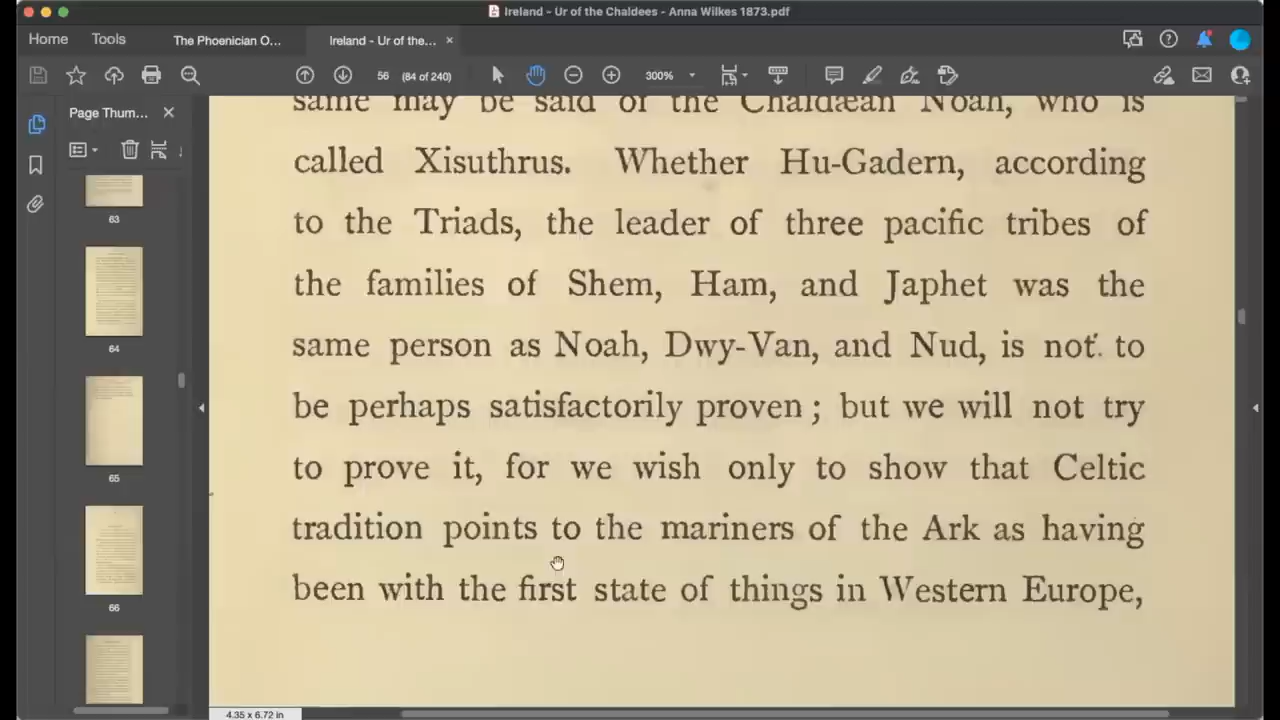 Ireland - Ur of the Chaldees - Anna Wilkes 1873.pdf
Home Tools The Phoenician O... Ireland - Ur of the... ×
56 (84 of 240) 300%
Page Thum...
same may be said of the Chaldæan Noah, who is
called Xisuthrus. Whether Hu-Gadern, according
to the Triads, the leader of three pacific tribes of
the families of Shem, Ham, and Japhet was the
same person as Noah, Dwy-Van, and Nud, is not to
be perhaps satisfactorily proven; but we will not try
to prove it, for we wish only to show that Celtic
tradition points to the mariners of the Ark as having
been with the first state of things in Western Europe,
63
64
65
66
4.35 x 6.72 in